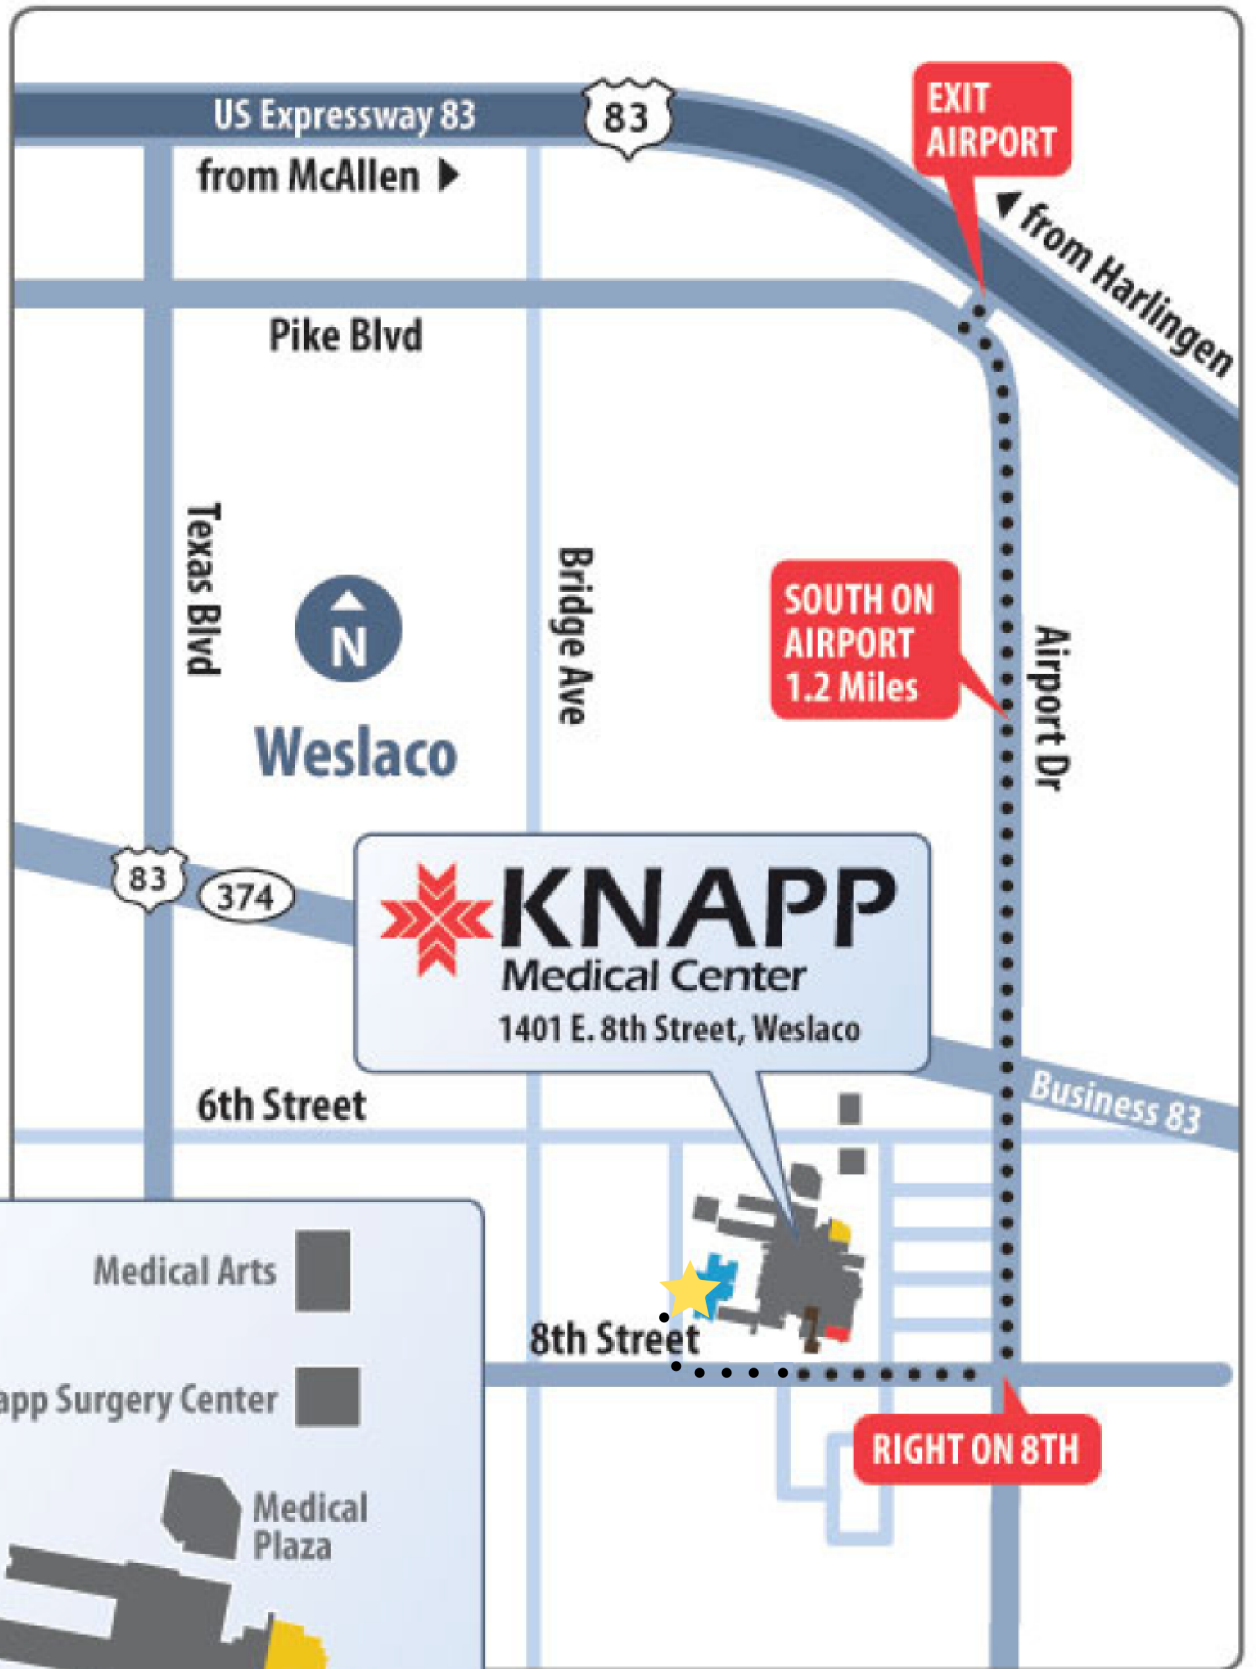 US Expressway 83
83
EXIT
AIRPORT
from McAllen
from Harlingen
Pike Blvd
Texas Blvd
Bridge Ave
N
Weslaco
SOUTH ON
AIRPORT
1.2 Miles
Airport Dr
83
374
KNAPP
Medical Center
1401 E. 8th Street, Weslaco
Business 83
6th Street
8th Street
RIGHT ON 8TH
Medical Arts
app Surgery Center
Medical
Plaza